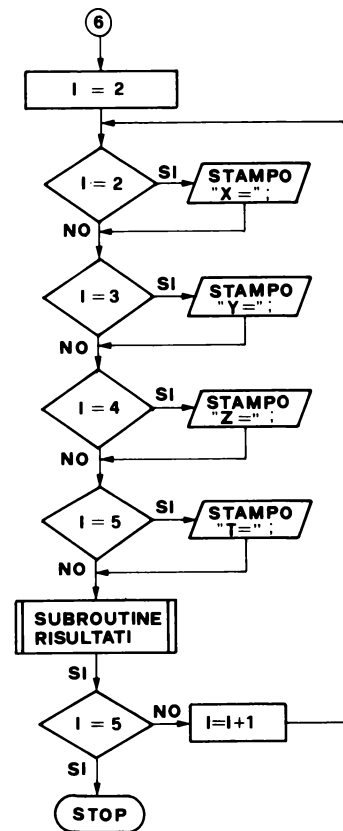 6
I = 2
I = 2
SI
STAMPO
"X=" ;
NO
I = 3
SI
STAMPO
"Y=" ;
NO
I = 4
SI
STAMPO
"Z=" ;
NO
I = 5
SI
STAMPO
"T=" ;
NO
SUBROUTINE
RISULTATI
SI
I = 5
NO
I=I+1
SI
STOP